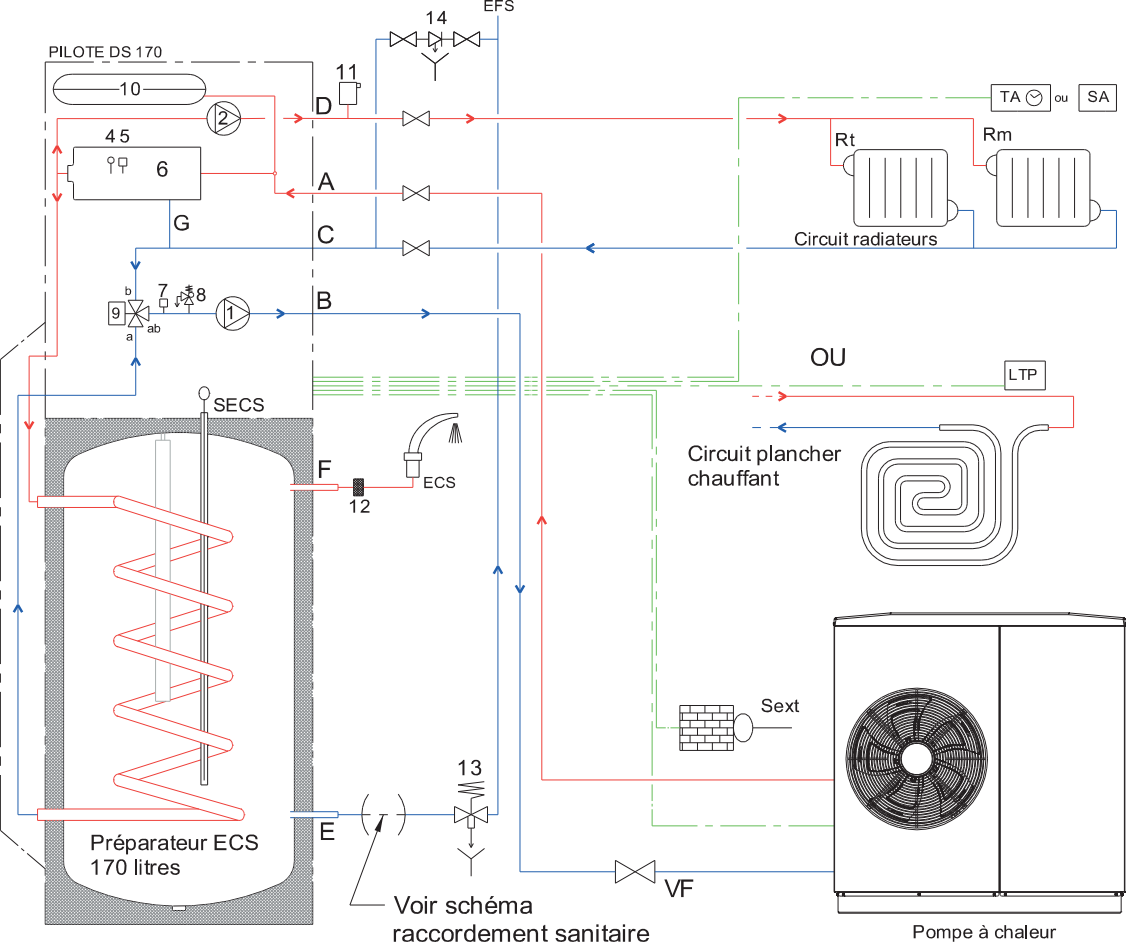 EFS
14
PILOTE DS 170
10
11
D
2
TA
ou
SA
4 5
6
Rt
Rm
A
G
C
Circuit radiateurs
b
7
8
9
1
B
a
ab
OU
LTP
SECS
Circuit plancher
chauffant
F
ECS
12
Sext
13
E
Préparateur ECS
170 litres
VF
Voir schéma
raccordement sanitaire
Pompe à chaleur